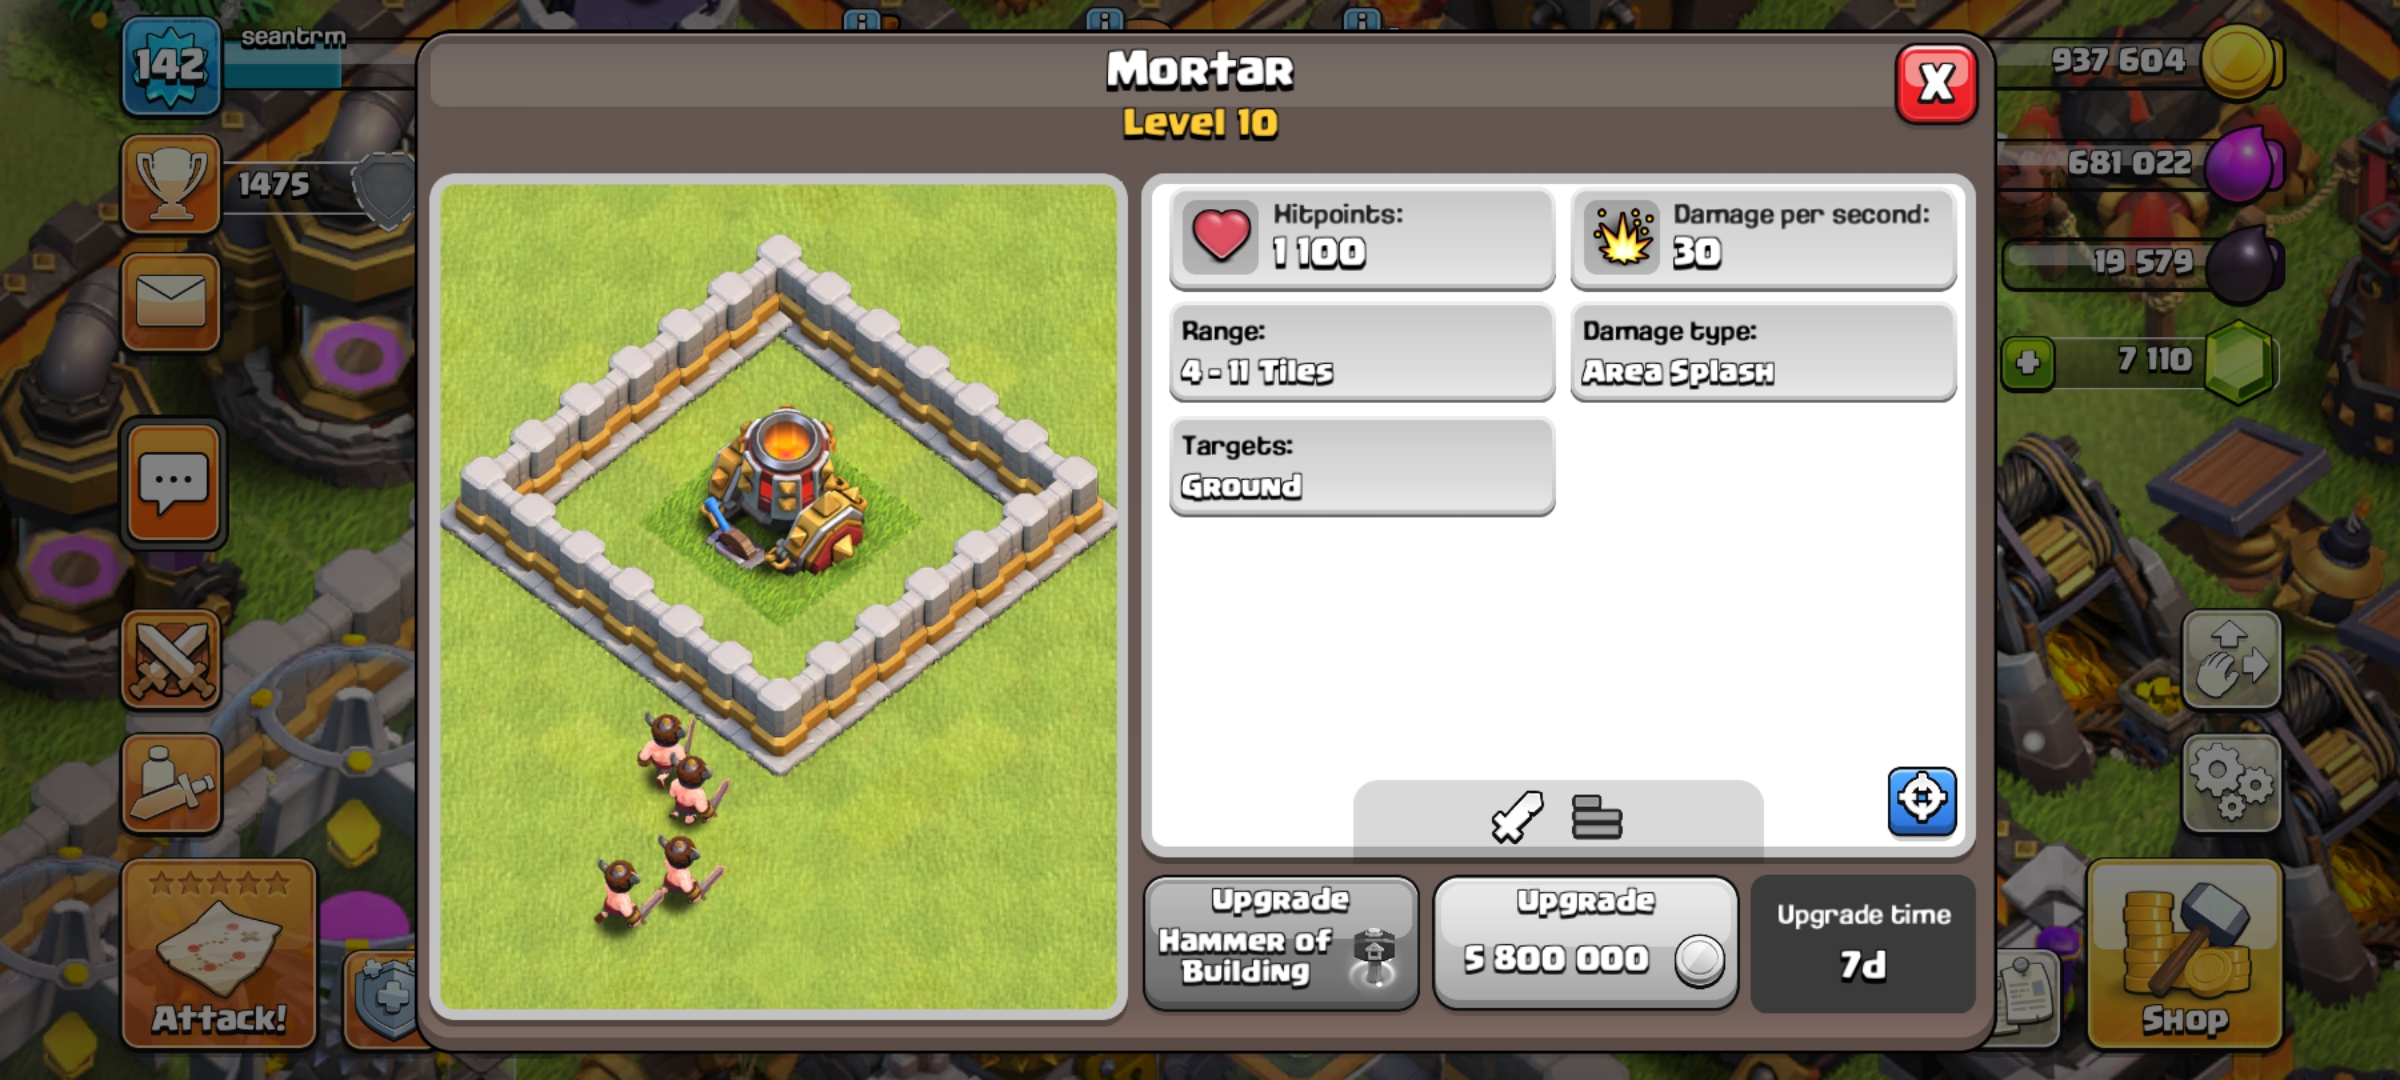 142
seantrm
1475
Mortar
Level 10
X
937 604
681 022
19 579
7 110
Hitpoints:
1 100
Damage per second:
30
Range:
4 - 11 Tiles
Damage type:
Area Splash
Targets:
Ground
Upgrade
Hammer of
Building
Upgrade
5 800 000
Upgrade time
7d
Attack!
Shop